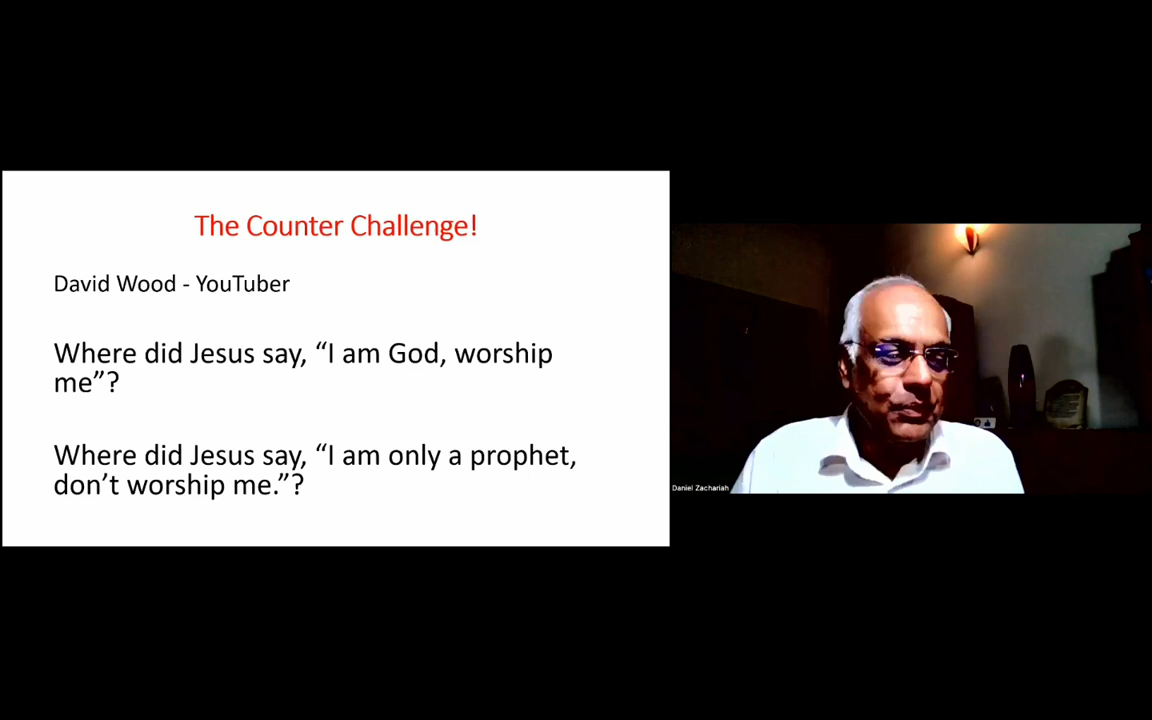 The Counter Challenge!
David Wood - YouTuber
Where did Jesus say, “I am God, worship
me”?
Where did Jesus say, “I am only a prophet,
don’t worship me.”?
Daniel Zachariah